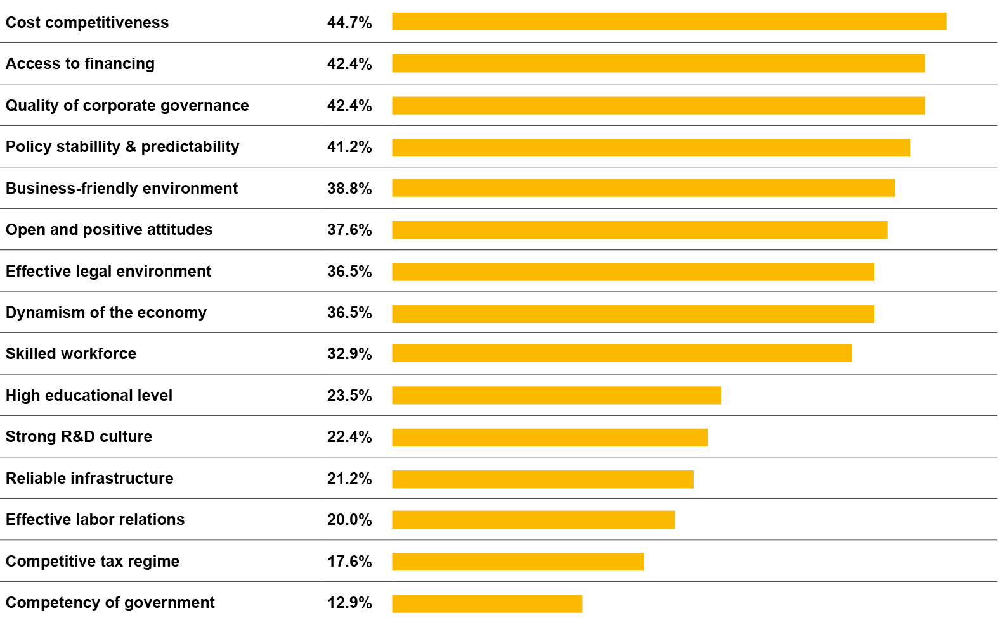 Cost competitiveness 44.7%
Access to financing 42.4%
Quality of corporate governance 42.4%
Policy stabillity & predictability 41.2%
Business-friendly environment 38.8%
Open and positive attitudes 37.6%
Effective legal environment 36.5%
Dynamism of the economy 36.5%
Skilled workforce 32.9%
High educational level 23.5%
Strong R&D culture 22.4%
Reliable infrastructure 21.2%
Effective labor relations 20.0%
Competitive tax regime 17.6%
Competency of government 12.9%